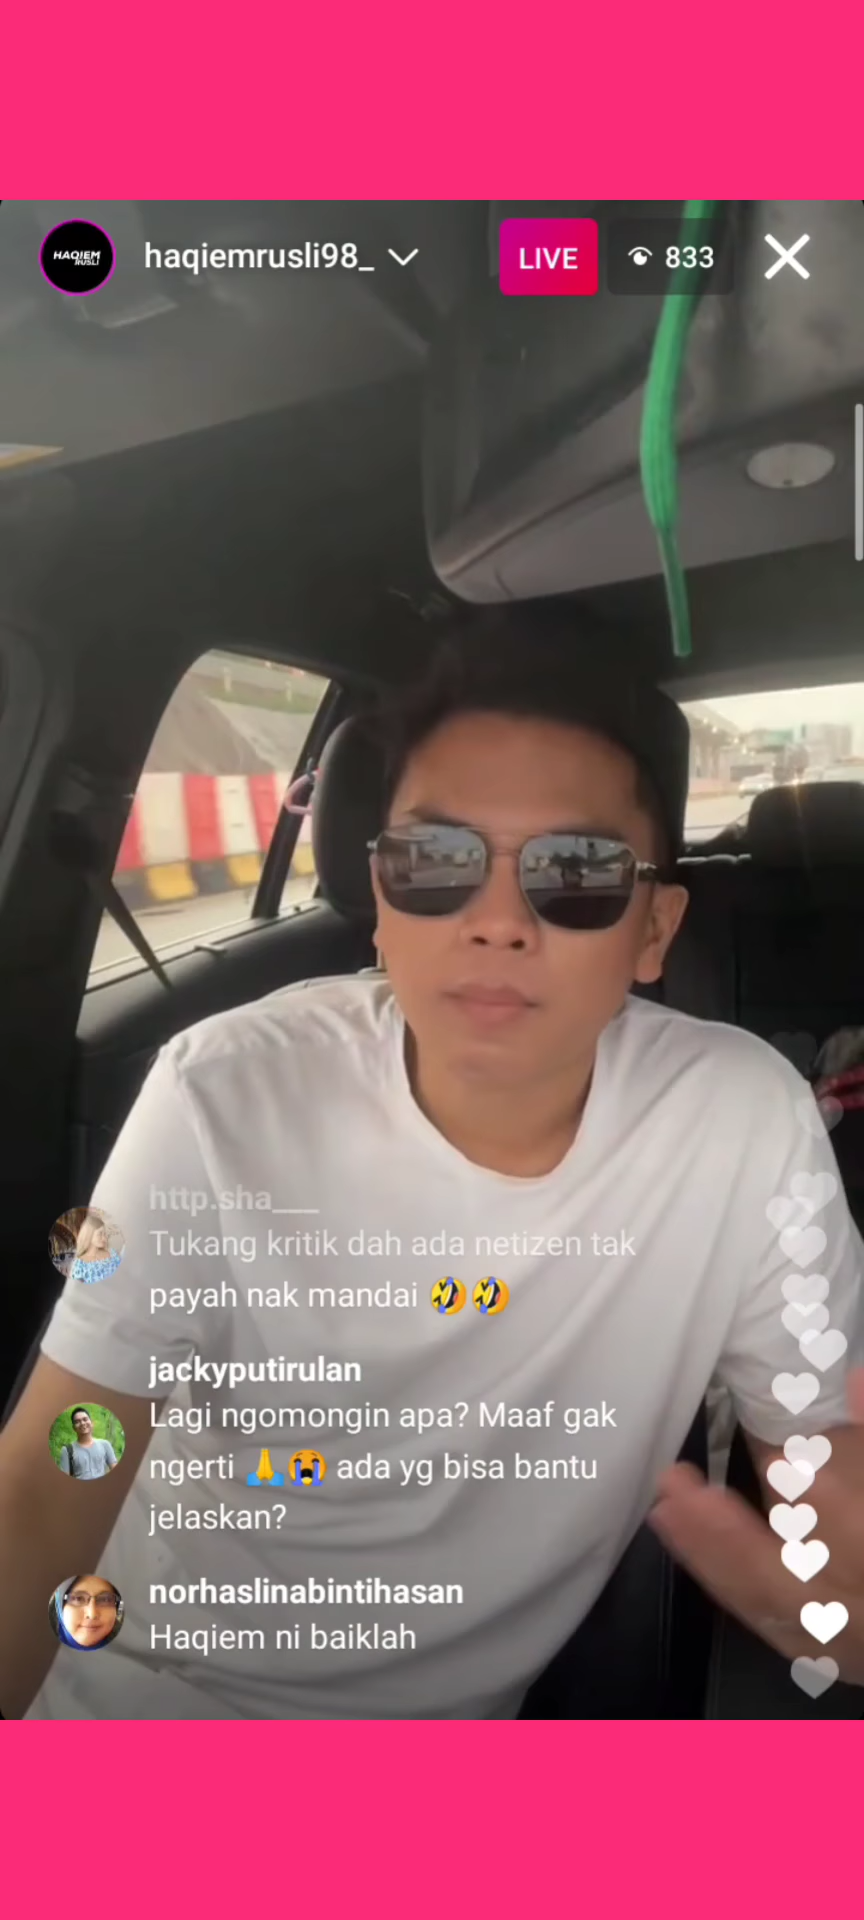 HAQIEM
RUSLI
haqiemrusli98_
LIVE
833
http.sha___
Tukang kritik dah ada netizen tak
payah nak mandai 🤣🤣
jackyputirulan
Lagi ngomongin apa? Maaf gak
ngerti 🙏😭 ada yg bisa bantu
jelaskan?
norhaslinabintihasan
Haqiem ni baiklah